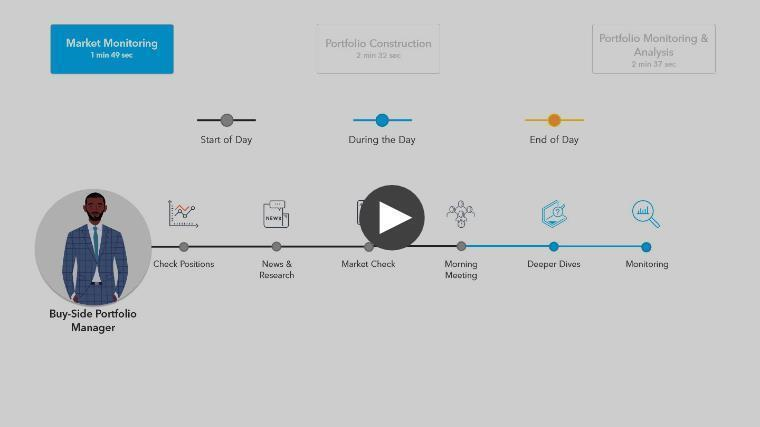 Market Monitoring
1 min 49 sec
Portfolio Construction
2 min 32 sec
Portfolio Monitoring &
Analysis
2 min 37 sec
Start of Day
During the Day
End of Day
NEWS
Check Positions
News &
Research
Market Check
Morning
Meeting
Deeper Dives
Monitoring
Buy-Side Portfolio
Manager